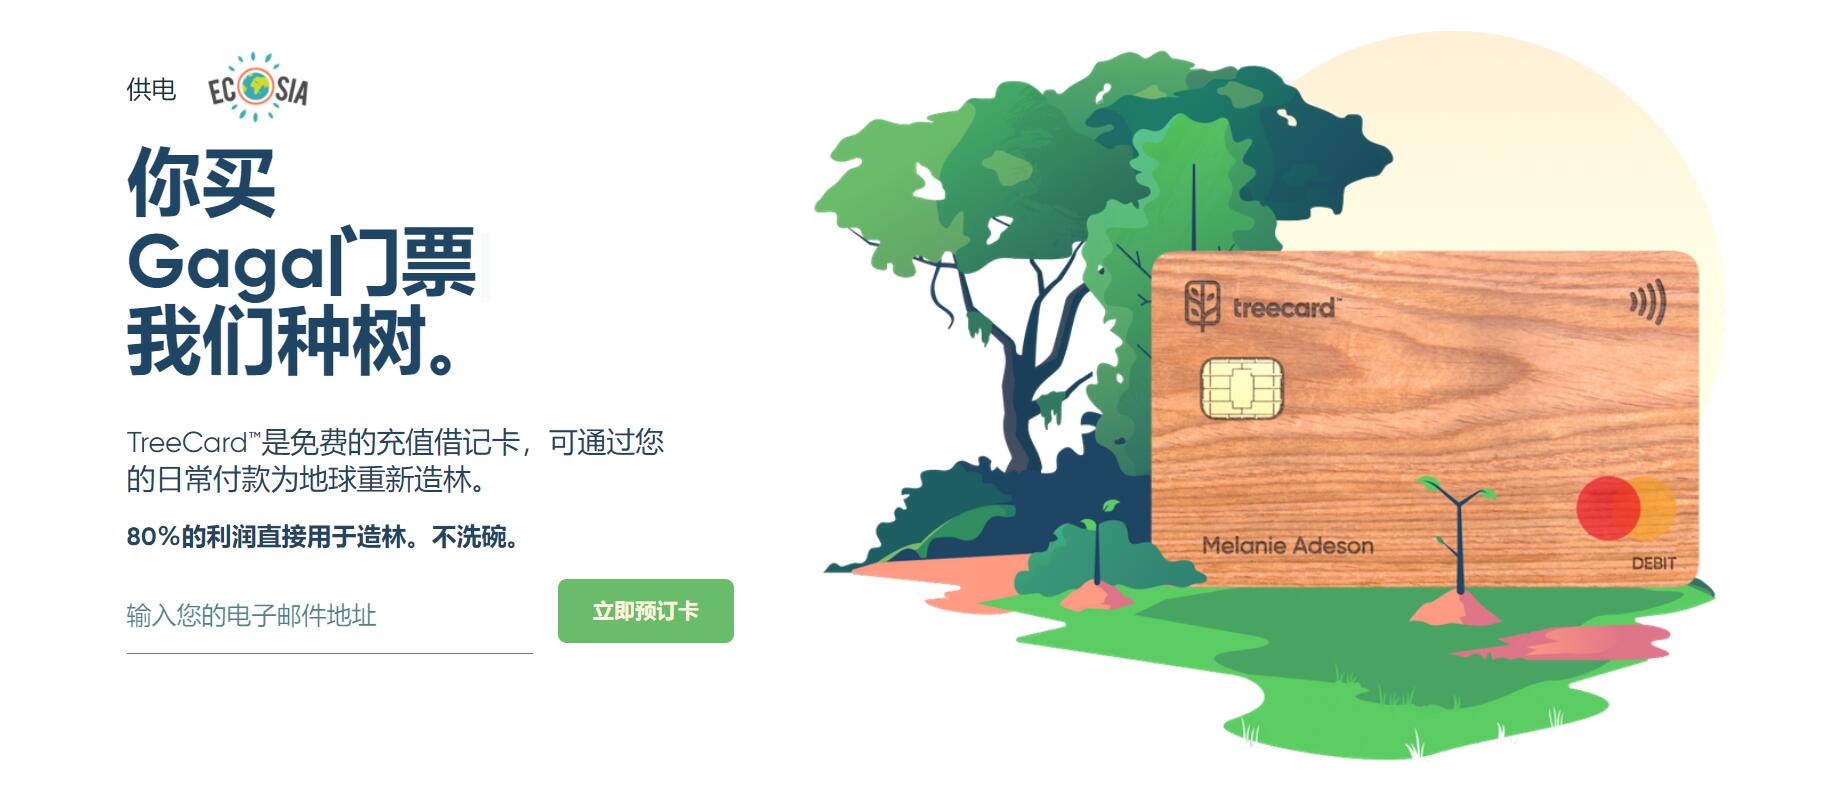 供电 ECOSIA
你买
Gaga门票
我们种树。
TreeCard™是免费的充值借记卡，可通过您
的日常付款为地球重新造林。
80%的利润直接用于造林。不洗碗。
输入您的电子邮件地址
立即预订卡
treecard™
Melanie Adeson
DEBIT